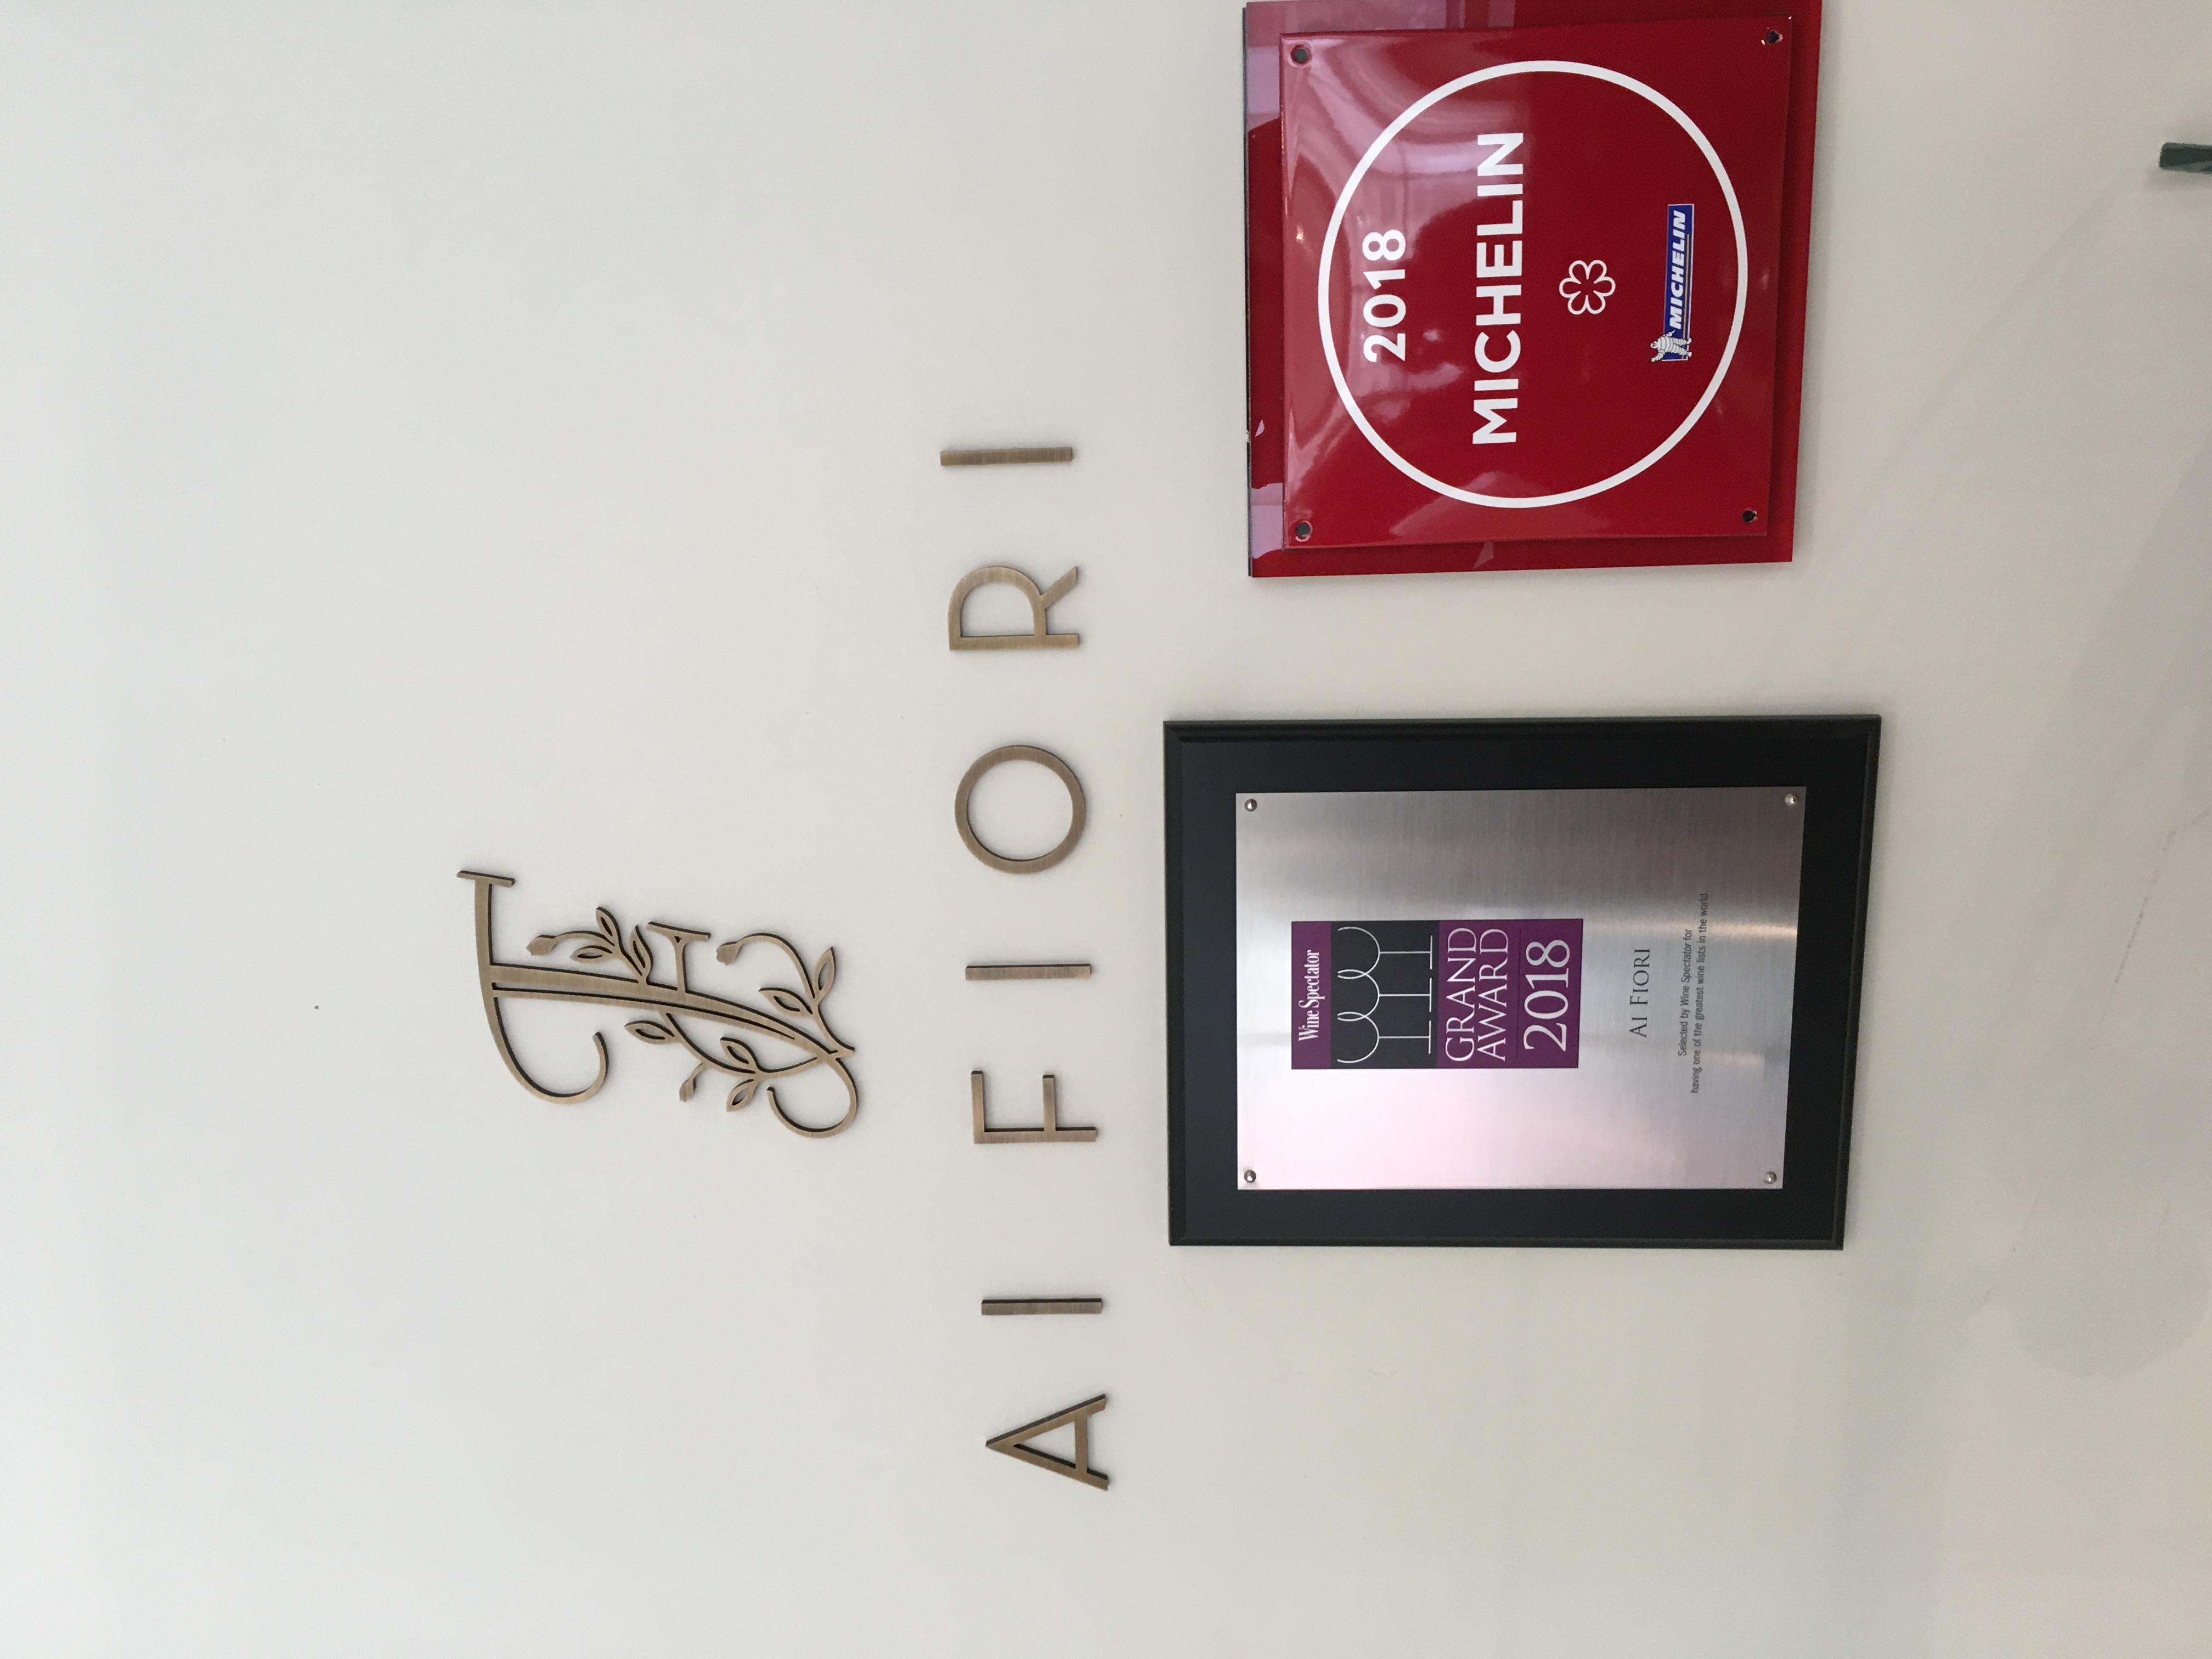 F
AI FIORI
Wine Spectator
GRAND
AWARD
2018
AI FIORI
Selected by Wine Spectator for
having one of the greatest wine lists in the world.
2018
MICHELIN
MICHELIN